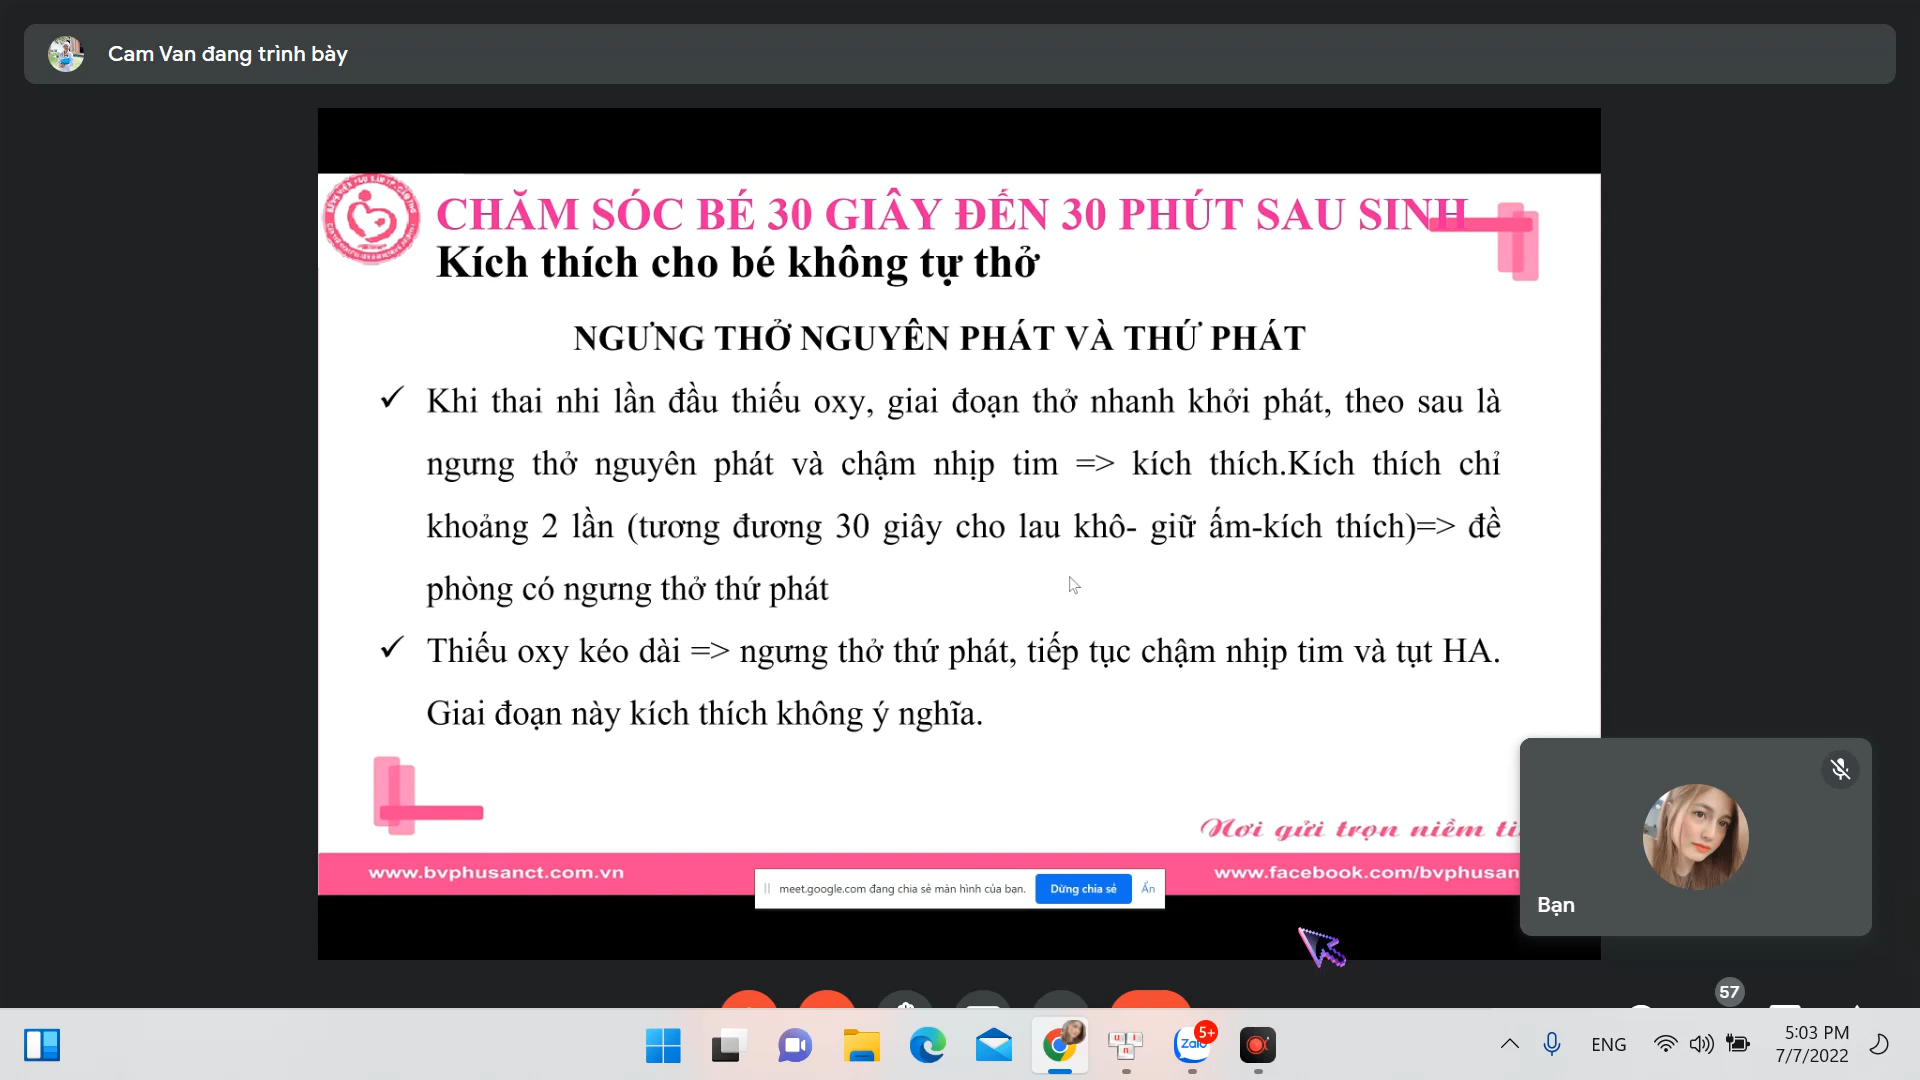 Cam Van đang trình bày
CHĂM SÓC BÉ 30 GIÂY ĐẾN 30 PHÚT SAU SINH
Kích thích cho bé không tự thở
NGƯNG THỞ NGUYÊN PHÁT VÀ THỨ PHÁT
✓ Khi thai nhi lần đầu thiếu oxy, giai đoạn thở nhanh khởi phát, theo sau là
ngưng thở nguyên phát và chậm nhịp tim => kích thích.Kích thích chỉ
khoảng 2 lần (tương đương 30 giây cho lau khô- giữ ấm-kích thích)=> đề
phòng có ngưng thở thứ phát
✓ Thiếu oxy kéo dài => ngưng thở thứ phát, tiếp tục chậm nhịp tim và tụt HA.
Giai đoạn này kích thích không ý nghĩa.
Nơi gửi trọn niềm ti
www.bvphusanct.com.vn
www.facebook.com/bvphusan
meet.google.com đang chia sẻ màn hình của bạn.
Dừng chia sẻ
Ẩn
Bạn
57
Zalo
5+
ENG
5:03 PM
7/7/2022